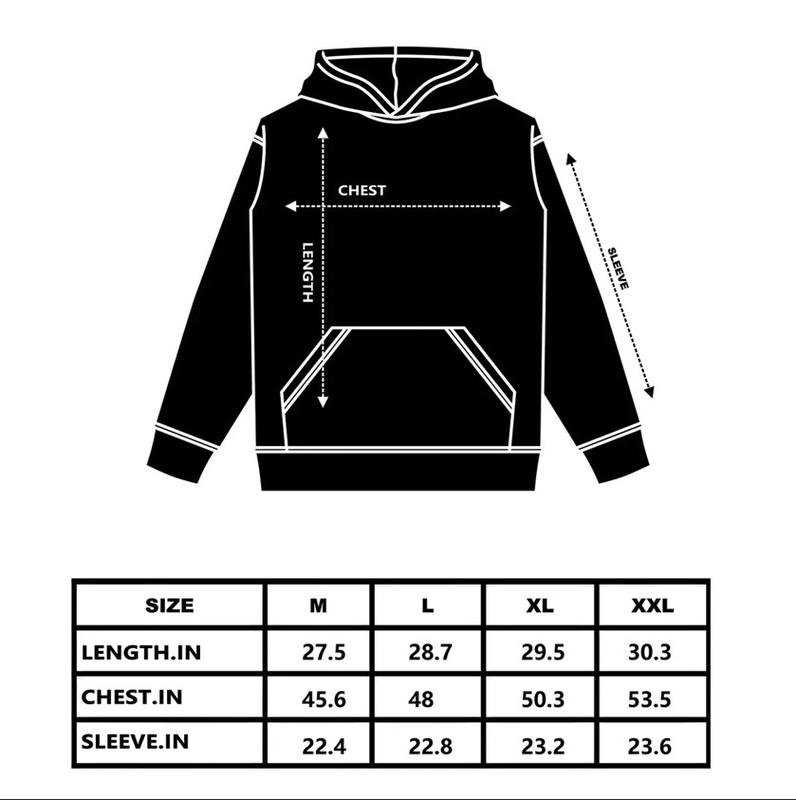 CHEST
LENGTH
SLEEVE
SIZE M L XL XXL
LENGTH.IN 27.5 28.7 29.5 30.3
CHEST.IN 45.6 48 50.3 53.5
SLEEVE.IN 22.4 22.8 23.2 23.6